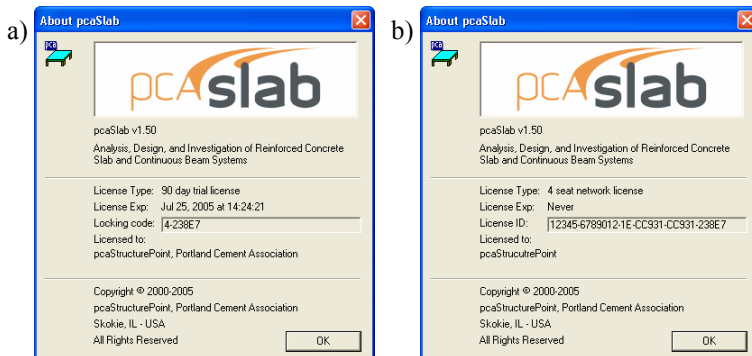 a)
About pcaSlab
PCA
pcaslab
pcaSlab v1.50
Analysis, Design, and Investigation of Reinforced Concrete
Slab and Continuous Beam Systems
License Type: 90 day trial license
License Exp: Jul 25, 2005 at 14:24:21
Locking code: 4-238E7
Licensed to:
pcaStructurePoint, Portland Cement Association
Copyright © 2000-2005
pcaStructurePoint, Portland Cement Association
Skokie, IL - USA
All Rights Reserved
OK
b)
About pcaSlab
PCA
pcaslab
pcaSlab v1.50
Analysis, Design, and Investigation of Reinforced Concrete
Slab and Continuous Beam Systems
License Type: 4 seat network license
License Exp: Never
License ID: 12345-6789012-1E-CC931-CC931-238E7
Licensed to:
pcaStrucutrePoint
Copyright © 2000-2005
pcaStructurePoint, Portland Cement Association
Skokie, IL - USA
All Rights Reserved
OK